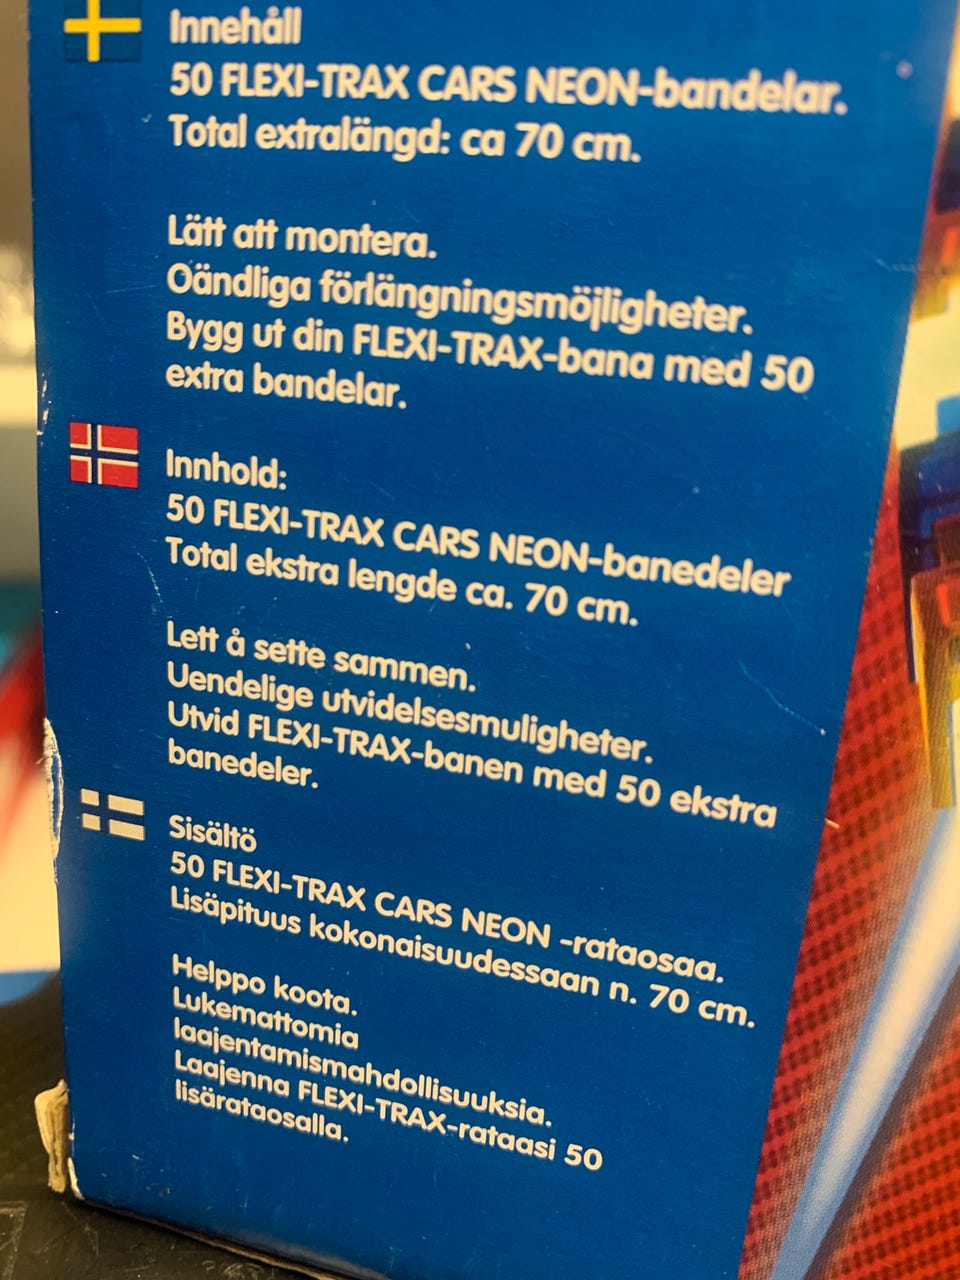 Innehåll
50 FLEXI-TRAX CARS NEON-bandelar.
Total extralängd: ca 70 cm.
Lätt att montera.
Oändliga förlängningsmöjligheter.
Bygg ut din FLEXI-TRAX-bana med 50
extra bandelar.
Innhold:
50 FLEXI-TRAX CARS NEON-banedeler
Total ekstra lengde ca. 70 cm.
Lett å sette sammen.
Uendelige utvidelsesmuligheter.
Utvid FLEXI-TRAX-banen med 50 ekstra
banedeler.
Sisältö
50 FLEXI-TRAX CARS NEON -rataosaa.
Lisäpituus kokonaisuudessaan n. 70 cm.
Helppo koota.
Lukemattomia
laajentamismahdollisuuksia.
Laajenna FLEXI-TRAX-rataasi 50
lisärataosalla.